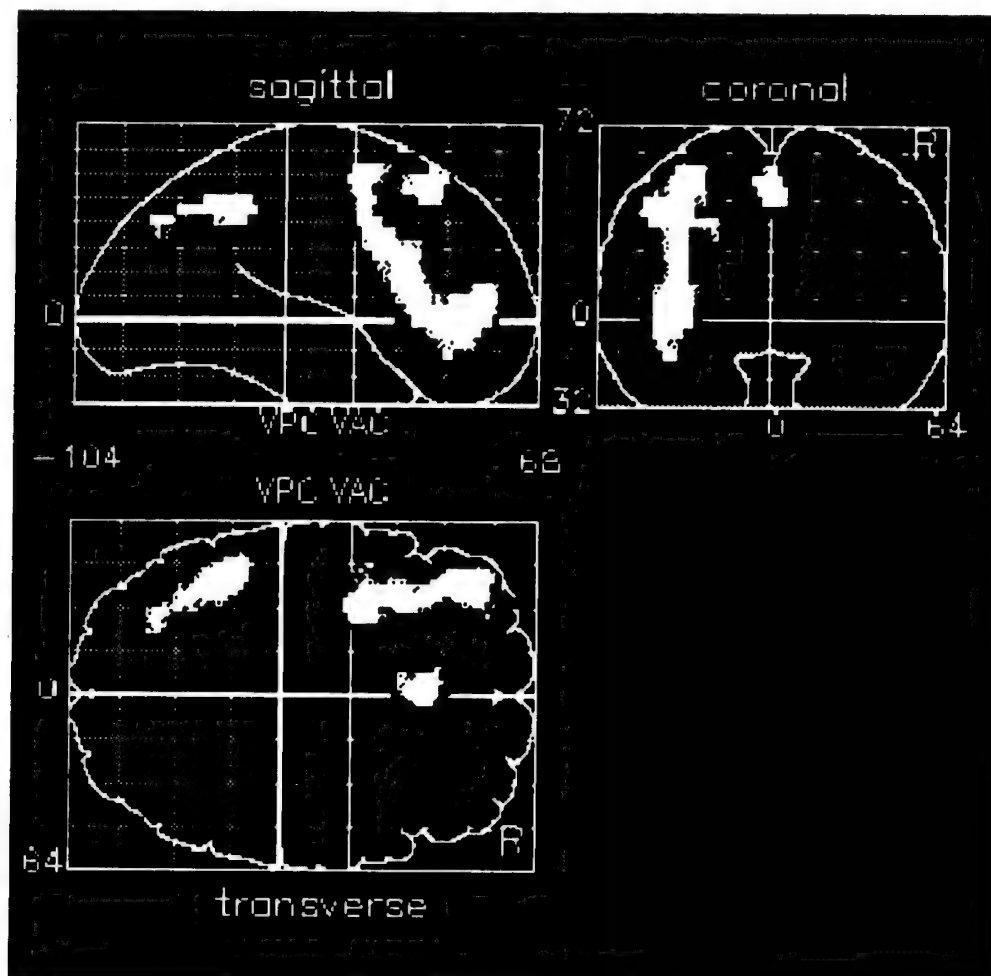 sagittal
coronal
72
R
0
0
32
VPC VAC
0
64
-104
68
VPC VAC
0
R
64
transverse